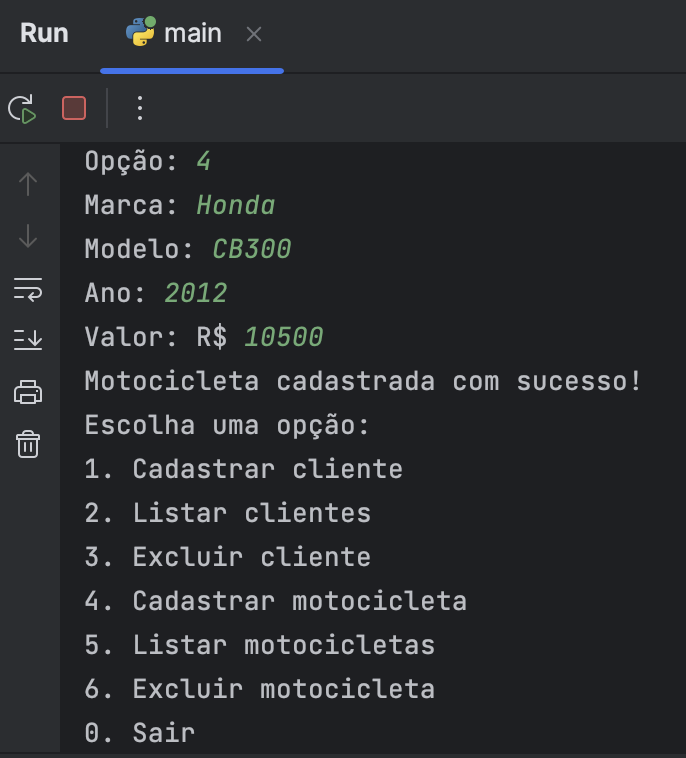 Run main
Opção: 4
Marca: Honda
Modelo: CB300
Ano: 2012
Valor: R$ 10500
Motocicleta cadastrada com sucesso!
Escolha uma opção:
1. Cadastrar cliente
2. Listar clientes
3. Excluir cliente
4. Cadastrar motocicleta
5. Listar motocicletas
6. Excluir motocicleta
0. Sair